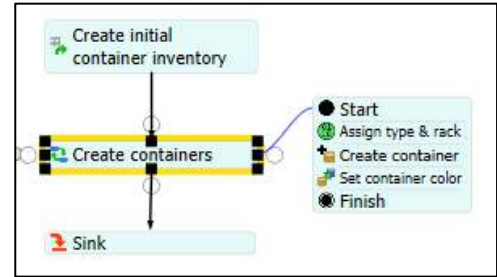 Create initial
container inventory
Create containers
Start
Assign type & rack
Create container
Set container color
Finish
Sink